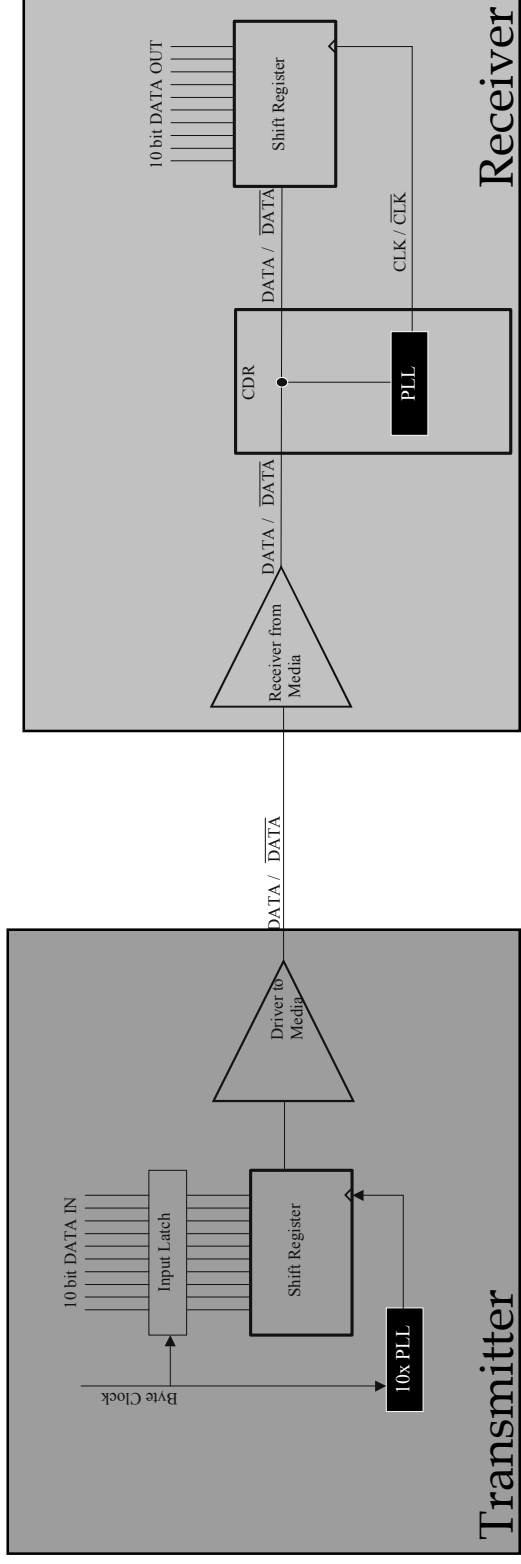 Transmitter
10 bit DATA IN
Byte Clock
Input Latch
Shift Register
10x PLL
Driver to
Media
DATA / DATA
Receiver
Receiver from
Media
DATA / DATA
CDR
PLL
DATA / DATA
CLK / CLK
Shift Register
10 bit DATA OUT